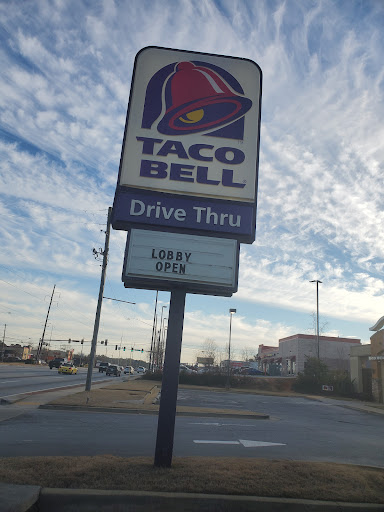 TACO
BELL
Drive Thru
LOBBY
OPEN